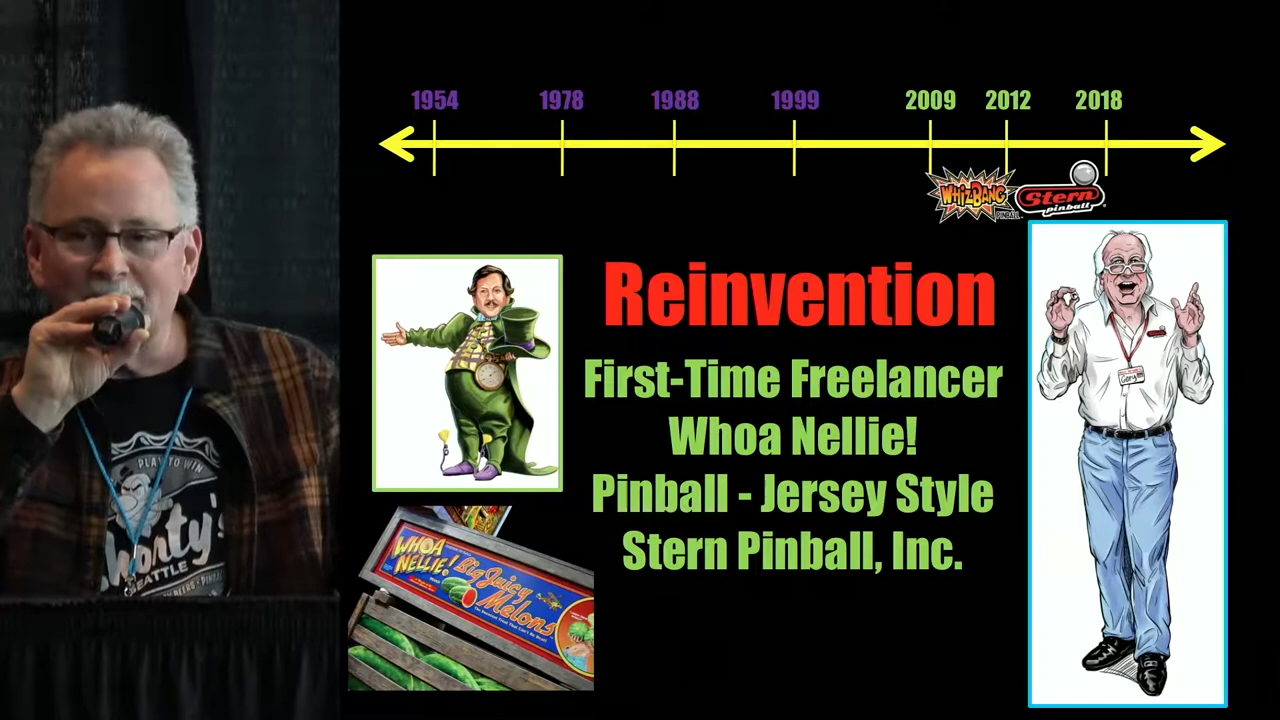 1954 1978 1988 1999 2009 2012 2018
WHIZBANG
PINBALL
Stern
pinball
Reinvention
First-Time Freelancer
Whoa Nellie!
Pinball - Jersey Style
Stern Pinball, Inc.
Gary
PLAY TO WIN
Shorty's
SEATTLE
WHOA
NELLIE!
Big Juicy
Melons